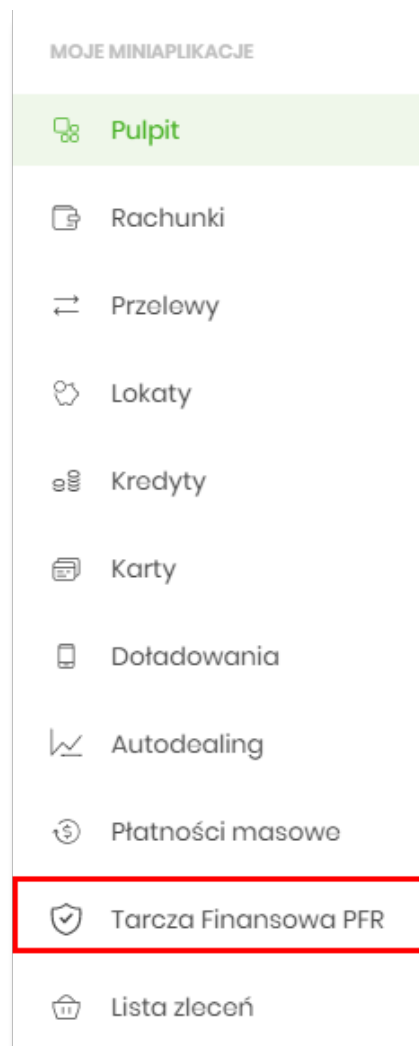 MOJE MINIAPLIKACJE
Pulpit
Rachunki
Przelewy
Lokaty
Kredyty
Karty
Doładowania
Autodealing
Płatności masowe
Tarcza Finansowa PFR
Lista zleceń